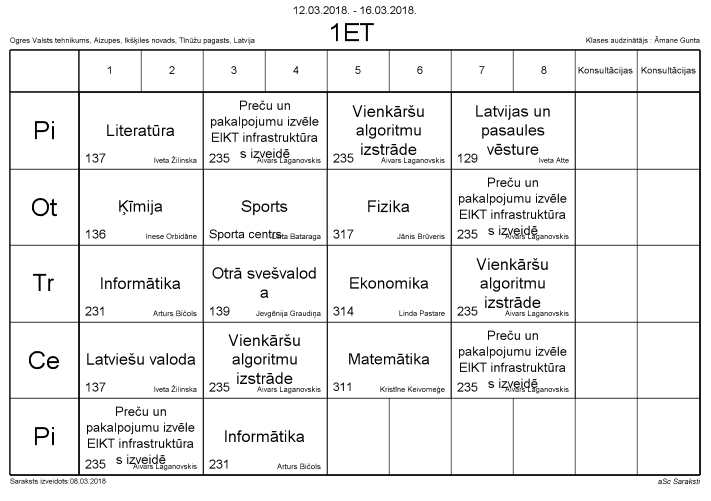 12.03.2018. - 16.03.2018.
1ET
Ogres Valsts tehnikums, Aizupes, Ikšķiles novads, Tīnūžu pagasts, Latvija
Klases audzinātājs : Āmane Gunta
1 2 3 4 5 6 7 8 Konsultācijas Konsultācijas
Pi
Literatūra
137 Iveta Žilinska
Preču un
pakalpojumu izvēle
EIKT infrastruktūra
s izveidē
235 Aivars Laganovskis
Vienkāršu
algoritmu
izstrāde
235 Aivars Laganovskis
Latvijas un
pasaules
vēsture
129 Iveta Atte
Ot
Ķīmija
136 Inese Orbidāne
Sports
Sporta centrs Bataraga
Fizika
317 Jānis Brūveris
Preču un
pakalpojumu izvēle
EIKT infrastruktūra
s izveidē
235 Aivars Laganovskis
Tr
Informātika
231 Arturs Bičols
Otrā svešvalod
a
139 Jevgēnija Graudiņa
Ekonomika
314 Linda Pastare
Vienkāršu
algoritmu
izstrāde
235 Aivars Laganovskis
Ce
Latviešu valoda
137 Iveta Žilinska
Vienkāršu
algoritmu
izstrāde
235 Aivars Laganovskis
Matemātika
311 Kristīne Keivomeģe
Preču un
pakalpojumu izvēle
EIKT infrastruktūra
s izveidē
235 Aivars Laganovskis
Pi
Preču un
pakalpojumu izvēle
EIKT infrastruktūra
s izveidē
235 Aivars Laganovskis
Informātika
231 Arturs Bičols
Saraksts izveidots:08.03.2018
aSc Saraksti